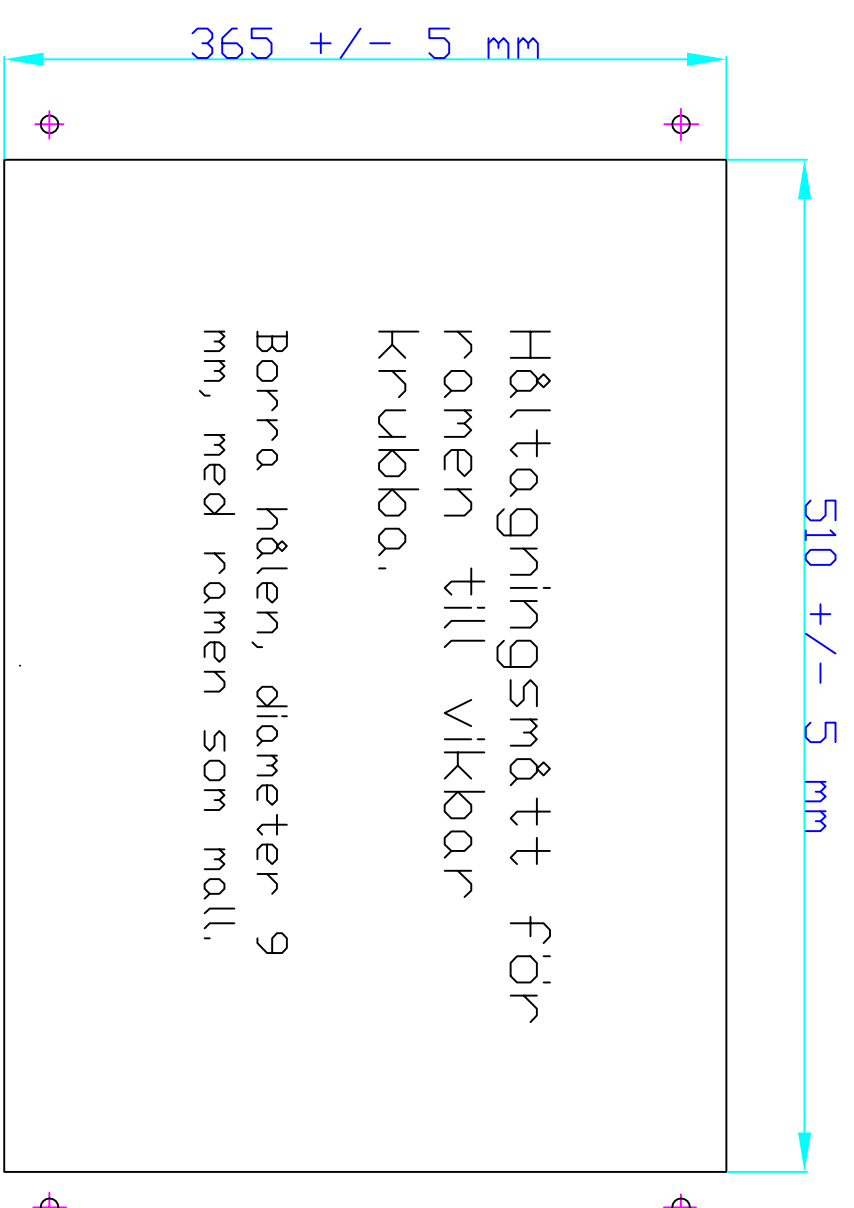 365 +/- 5 mm
510 +/- 5 mm
Håltagningsmått för
ramen till vikbar
krubba.
Borra hålen, diameter 9
mm, med ramen som mall.